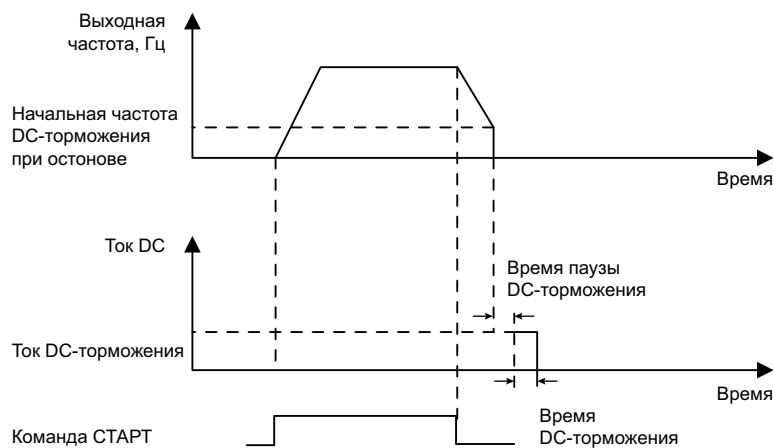 Выходная
частота, Гц
Начальная частота
DC-торможения
при остонове
Время
Ток DC
Время паузы
DC-торможения
Ток DC-торможения
Время
Команда СТАРТ
Время
DC-торможения